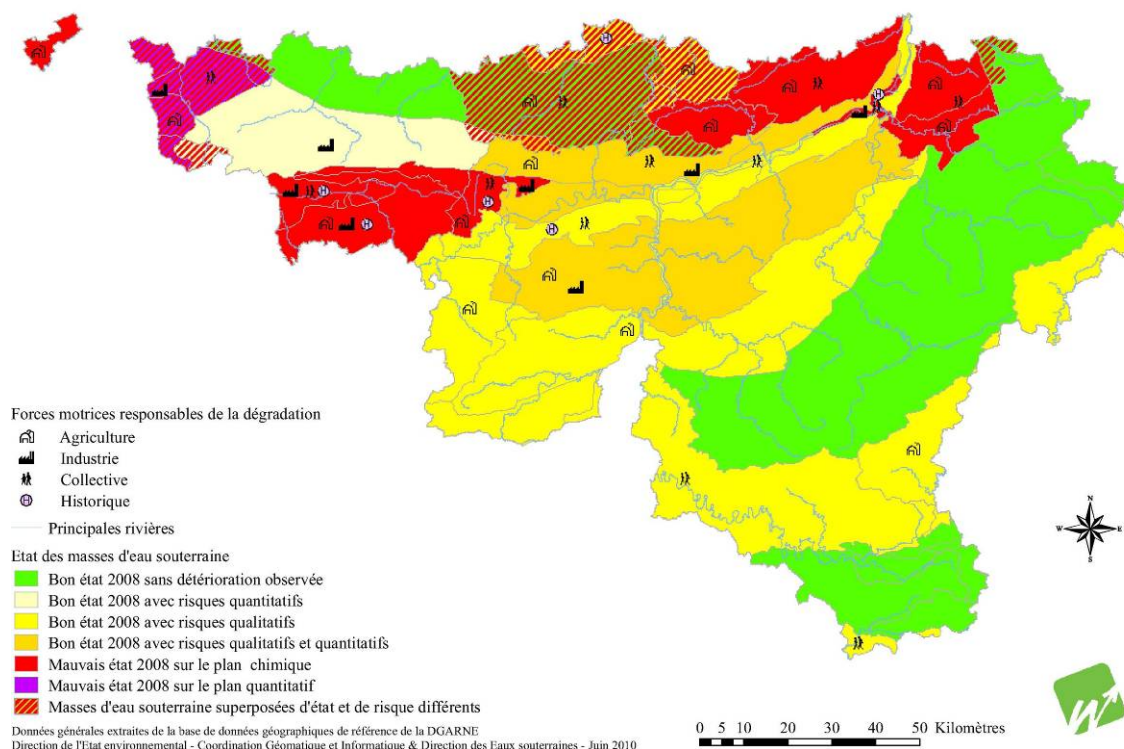 Forces motrices responsables de la dégradation
Agriculture
Industrie
Collective
H Historique
Principales rivières
Etat des masses d'eau souterraine
Bon état 2008 sans détérioration observée
Bon état 2008 avec risques quantitatifs
Bon état 2008 avec risques qualitatifs
Bon état 2008 avec risques qualitatifs et quantitatifs
Mauvais état 2008 sur le plan chimique
Mauvais état 2008 sur le plan quantitatif
Masses d'eau souterraine superposées d'état et de risque différents
Données générales extraites de la base de données géographiques de référence de la DGARNE
Direction de l'Etat environnemental - Coordination Géomatique et Informatique & Direction des Eaux souterraines - Juin 2010
N
W E
S
0 5 10 20 30 40 50 Kilomètres
H
H
H
H
H
H